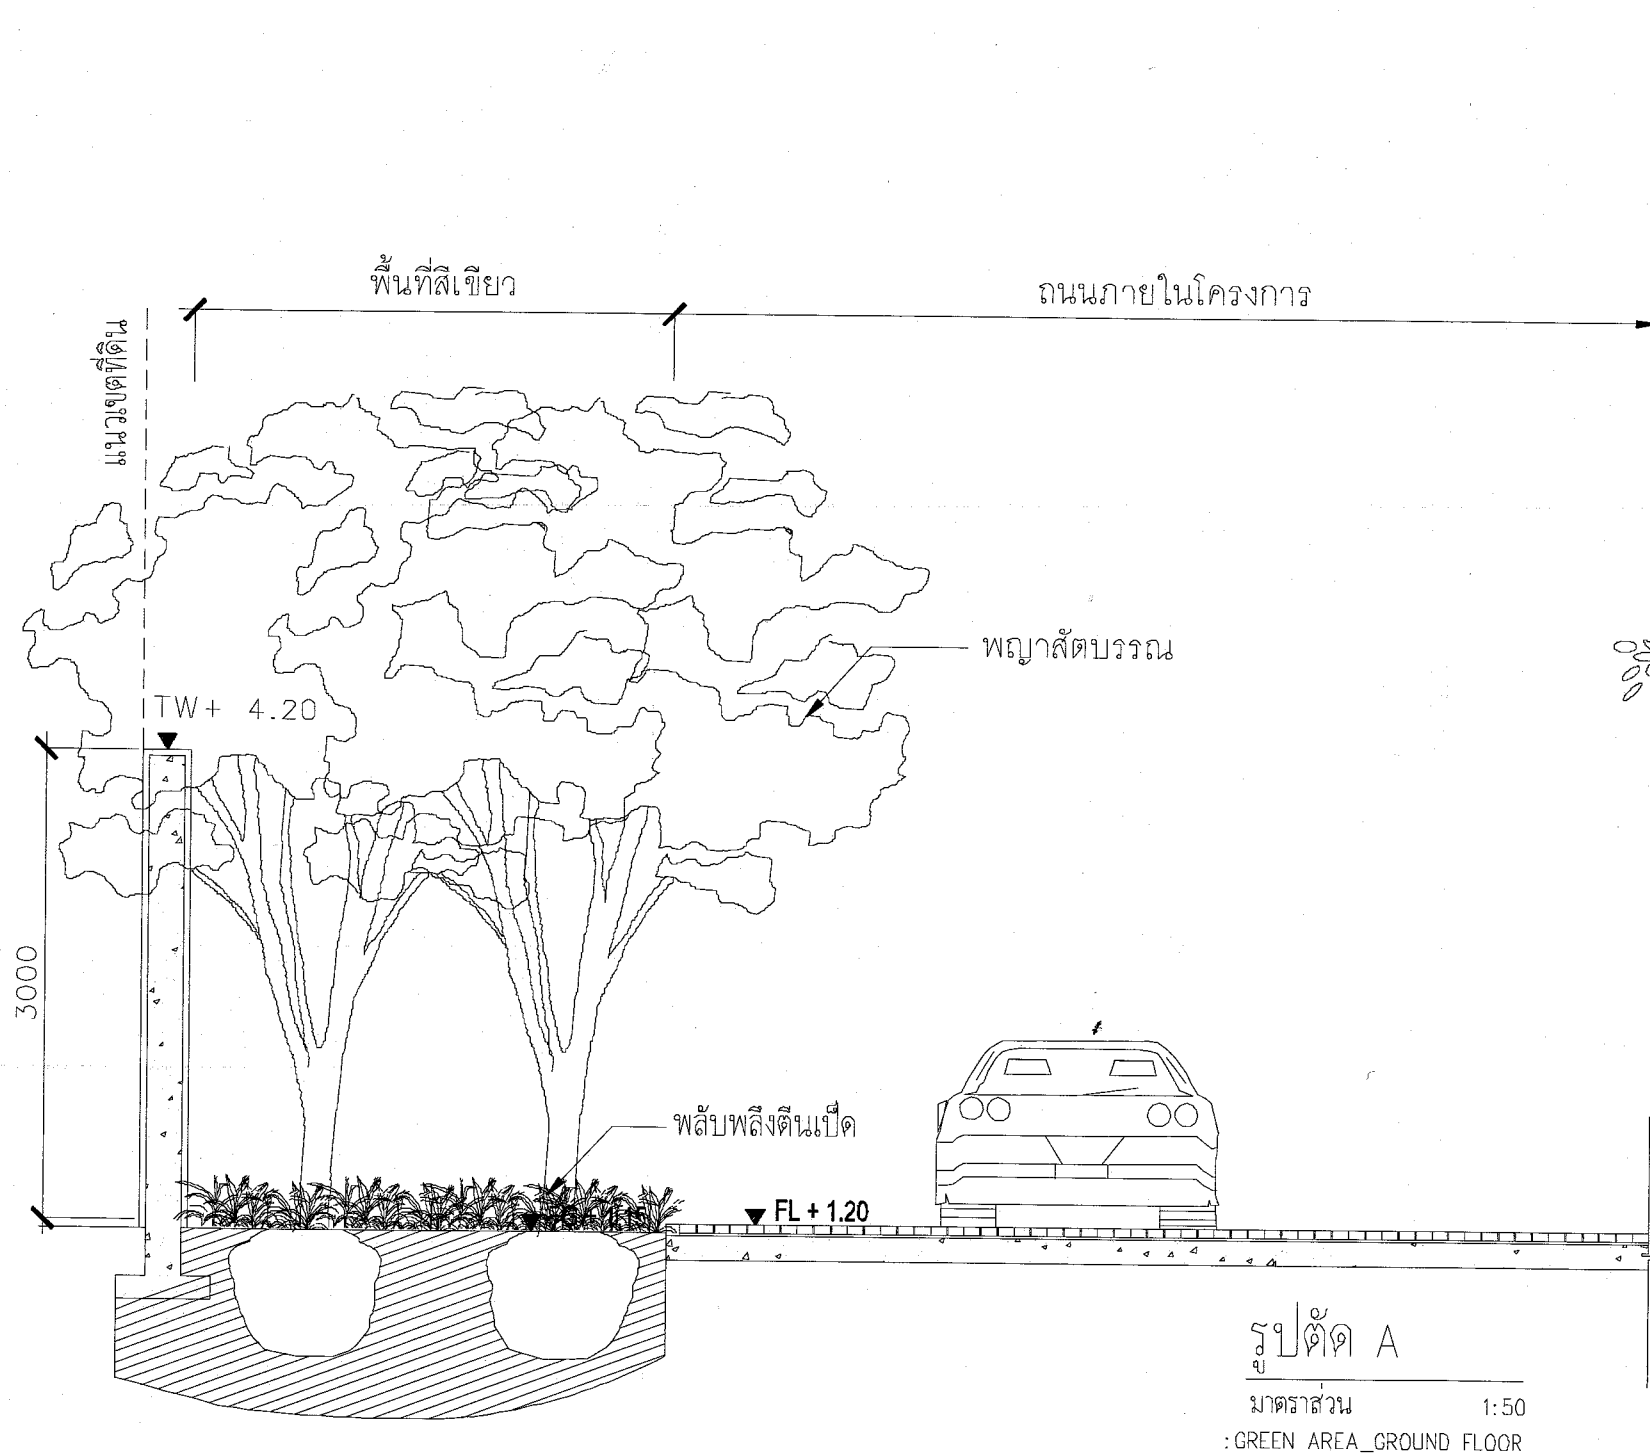 พื้นที่สีเขียว
ถนนภายในโครงการ
แนวเขตที่ดิน
พญาสัตบรรณ
TW+ 4.20
3000
พลับพลึงตีนเป็ด
FL + 1.20
รูปตัด A
มาตราส่วน 1:50
:GREEN AREA_GROUND FLOOR